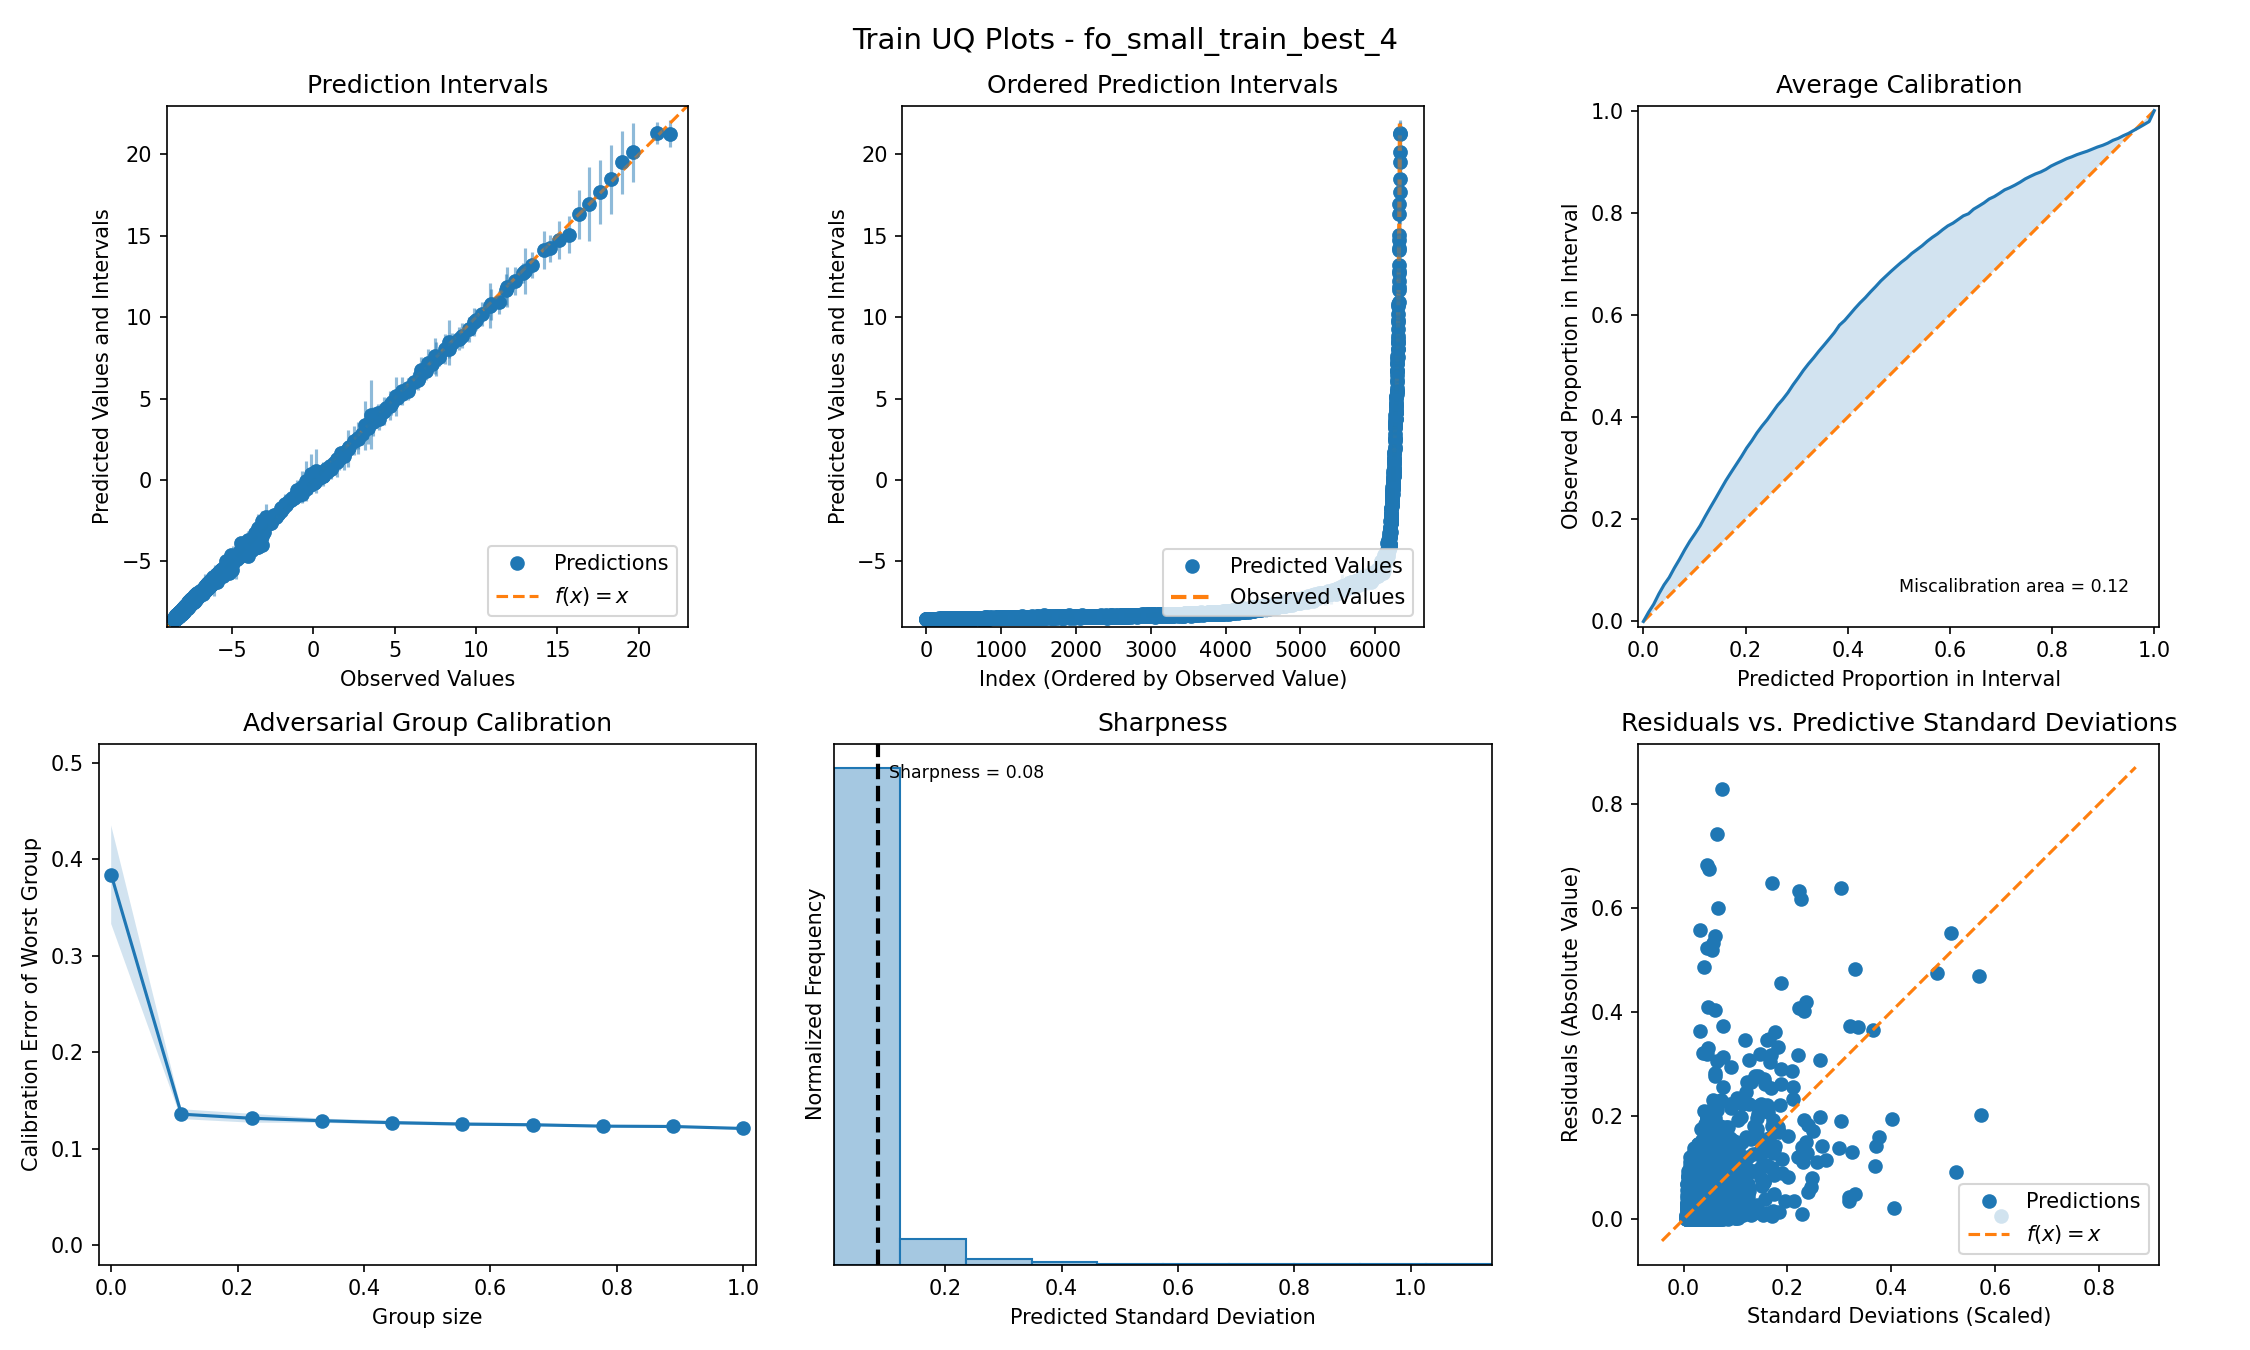 Train UQ Plots - fo_small_train_best_4
Prediction Intervals
Predicted Values and Intervals
20
15
10
5
0
−5
−5 0 5 10 15 20
Observed Values
Predictions
f(x) = x
Ordered Prediction Intervals
Predicted Values and Intervals
20
15
10
5
0
−5
0 1000 2000 3000 4000 5000 6000
Index (Ordered by Observed Value)
Predicted Values
Observed Values
Average Calibration
Observed Proportion in Interval
1.0
0.8
0.6
0.4
0.2
0.0
0.0 0.2 0.4 0.6 0.8 1.0
Predicted Proportion in Interval
Miscalibration area = 0.12
Adversarial Group Calibration
Calibration Error of Worst Group
0.5
0.4
0.3
0.2
0.1
0.0
0.0 0.2 0.4 0.6 0.8 1.0
Group size
Sharpness
Normalized Frequency
Sharpness = 0.08
0.2 0.4 0.6 0.8 1.0
Predicted Standard Deviation
Residuals vs. Predictive Standard Deviations
Residuals (Absolute Value)
0.8
0.6
0.4
0.2
0.0
0.0 0.2 0.4 0.6 0.8
Standard Deviations (Scaled)
Predictions
f(x) = x